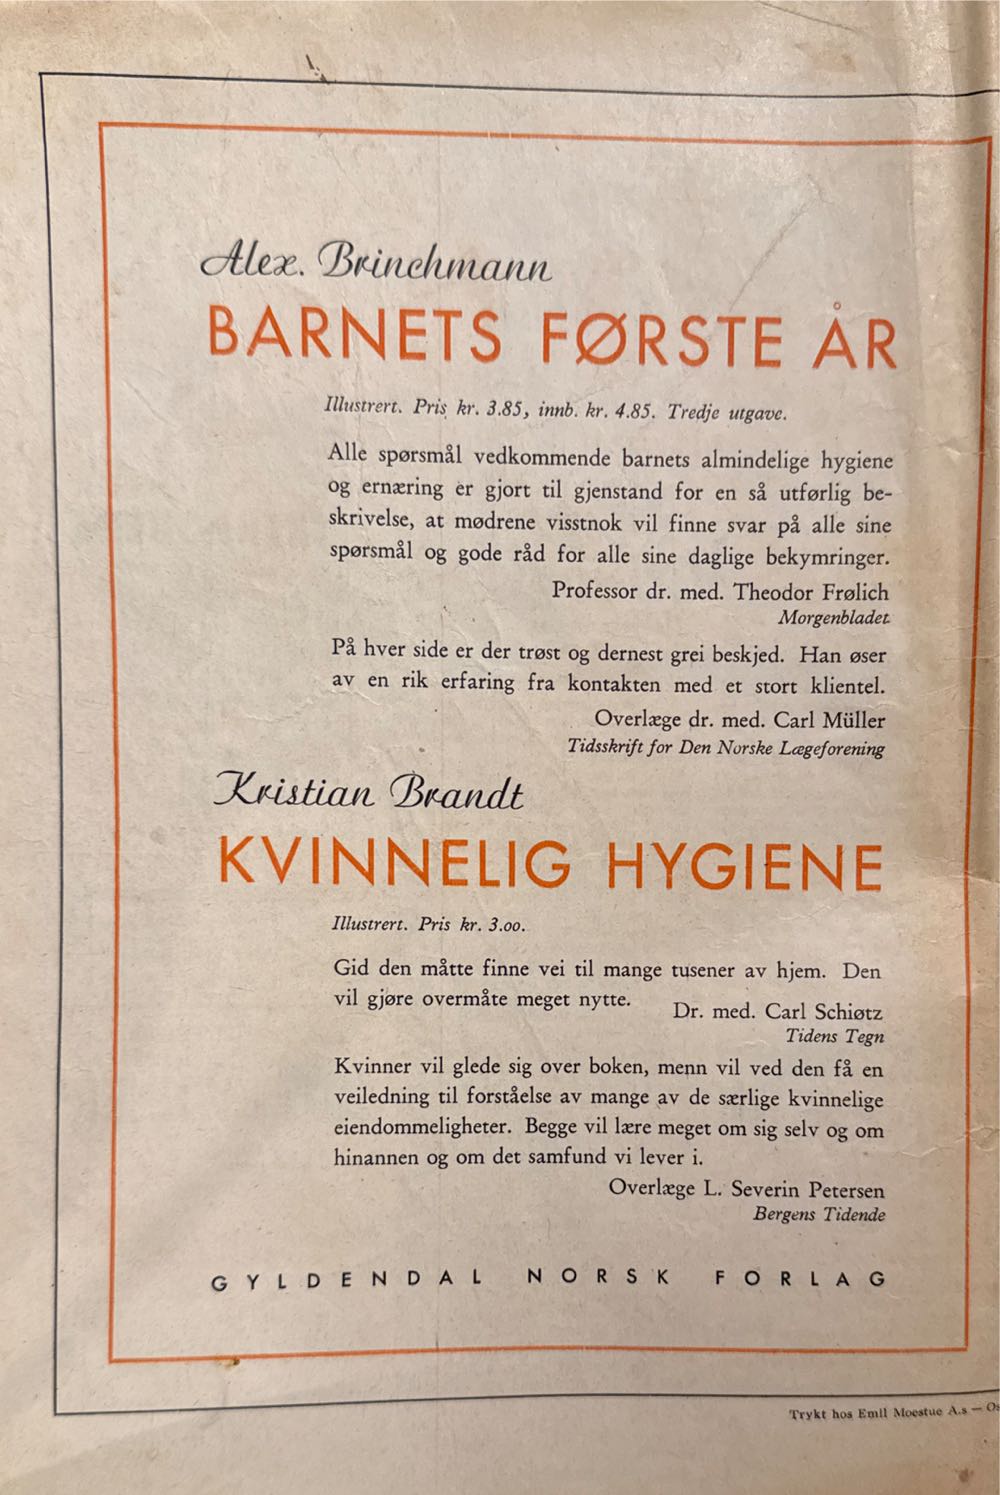 Alex. Brinchmann
BARNETS FØRSTE ÅR
Illustrert. Pris kr. 3.85, innb. kr. 4.85. Tredje utgave.
Alle spørsmål vedkommende barnets almindelige hygiene
og ernæring er gjort til gjenstand for en så utførlig be-
skrivelse, at mødrene visstnok vil finne svar på alle sine
spørsmål og gode råd for alle sine daglige bekymringer.
Professor dr. med. Theodor Frølich
Morgenbladet
På hver side er der trøst og dernest grei beskjed. Han øser
av en rik erfaring fra kontakten med et stort klientel.
Overlæge dr. med. Carl Müller
Tidsskrift for Den Norske Lægeforening
Kristian Brandt
KVINNELIG HYGIENE
Illustrert. Pris kr. 3.00.
Gid den måtte finne vei til mange tusener av hjem. Den
vil gjøre overmåte meget nytte.
Dr. med. Carl Schiøtz
Tidens Tegn
Kvinner vil glede sig over boken, menn vil ved den få en
veiledning til forståelse av mange av de særlige kvinnelige
eiendommeligheter. Begge vil lære meget om sig selv og om
hinannen og om det samfund vi lever i.
Overlæge L. Severin Petersen
Bergens Tidende
GYLDENDAL NORSK FORLAG
Trykt hos Emil Moestue A.s —